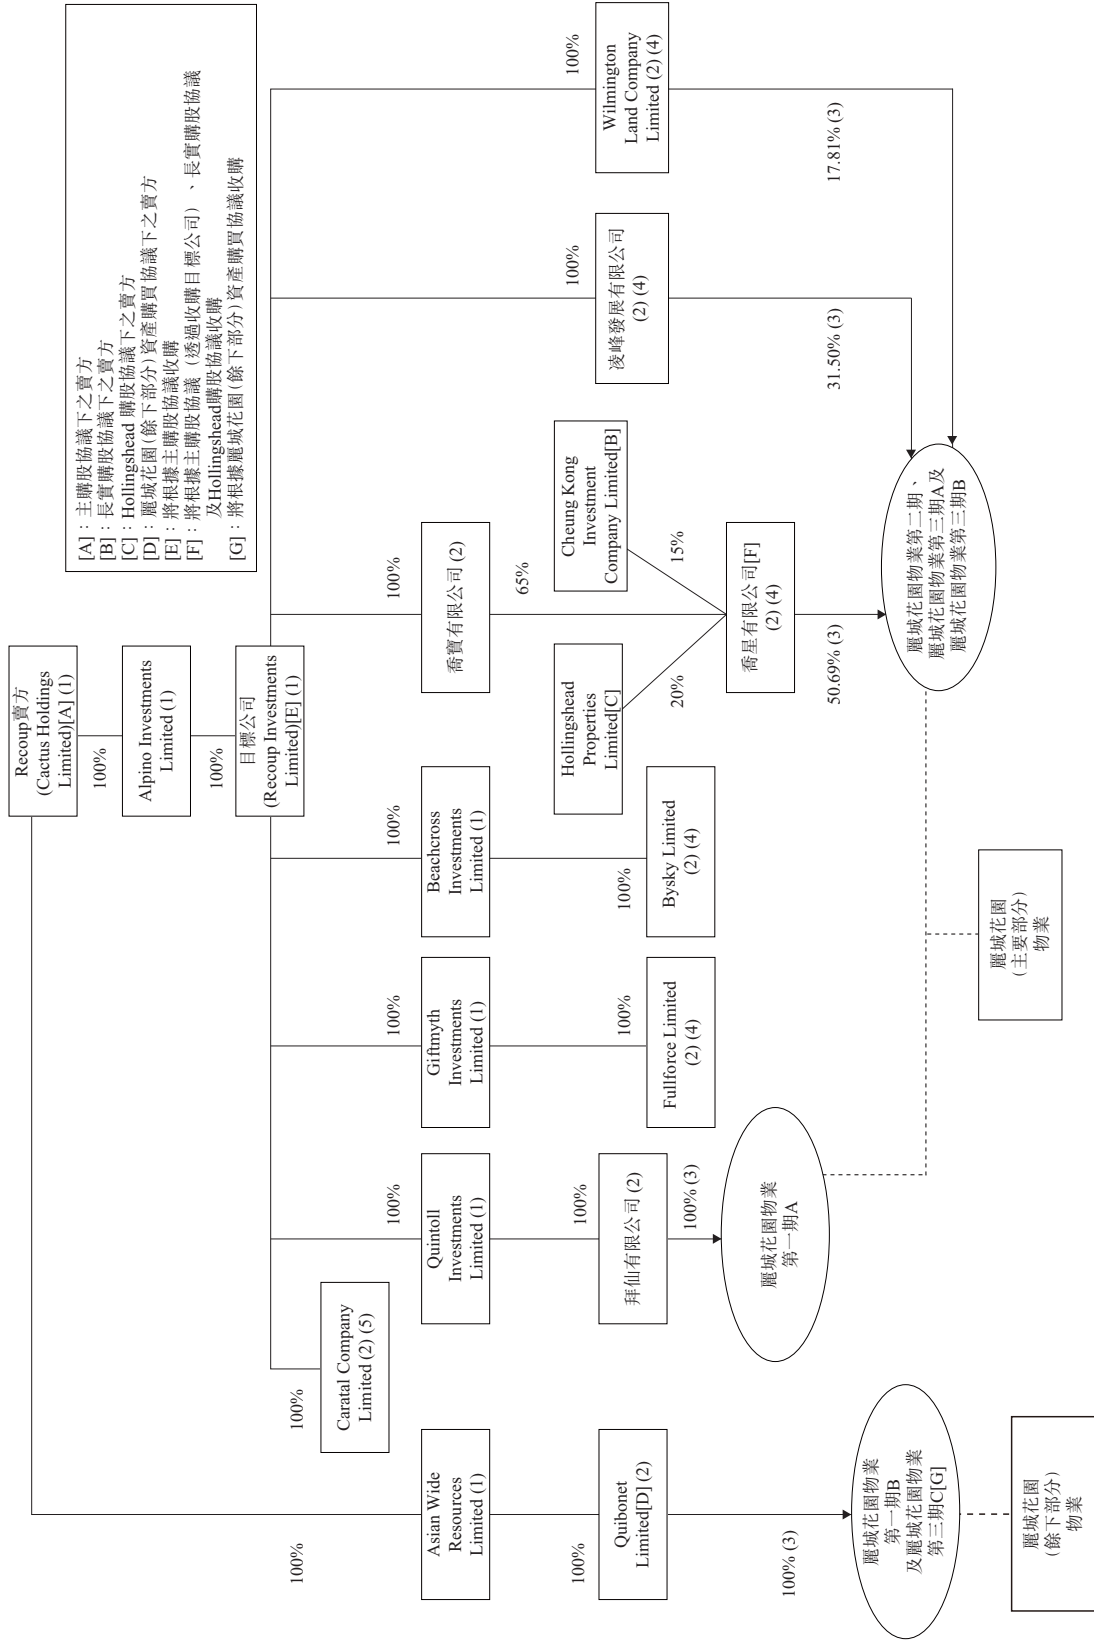 [A]：主購股協議下之賣方
[B]：長實購股協議下之賣方
[C]：Hollingshead 購股協議下之賣方
[D]：麗城花園(餘下部分)資產購買協議下之賣方
[E]：將根據主購股協議收購
[F]：將根據主購股協議（透過收購目標公司）、長實購股協議
及Hollingshead購股協議收購
[G]：將根據麗城花園(餘下部分)資產購買協議收購
Recoup賣方
(Cactus Holdings
Limited)[A] (1)
100%
Alpino Investments
Limited (1)
100%
目標公司
(Recoup Investments
Limited)[E] (1)
100%
Asian Wide
Resources
Limited (1)
100%
Quibonet
Limited[D] (2)
100% (3)
麗城花園物業
第一期B
及麗城花園物業
第三期C[G]
麗城花園
(餘下部分)
物業
100%
Caratal Company
Limited (2) (5)
100%
Quintoll
Investments
Limited (1)
100%
拜仙有限公司 (2)
100% (3)
麗城花園物業
第一期A
100%
Giftmyth
Investments
Limited (1)
100%
Fullforce Limited
(2) (4)
100%
Beachcross
Investments
Limited (1)
100%
Bysky Limited
(2) (4)
100%
喬寶有限公司 (2)
65%
Hollingshead
Properties
Limited[C]
20%
Cheung Kong
Investment
Company Limited[B]
15%
喬星有限公司[F]
(2) (4)
50.69% (3)
100%
凌峰發展有限公司
(2) (4)
31.50% (3)
100%
Wilmington
Land Company
Limited (2) (4)
17.81% (3)
麗城花園物業第二期、
麗城花園物業第三期A及
麗城花園物業第三期B
麗城花園
(主要部分)
物業